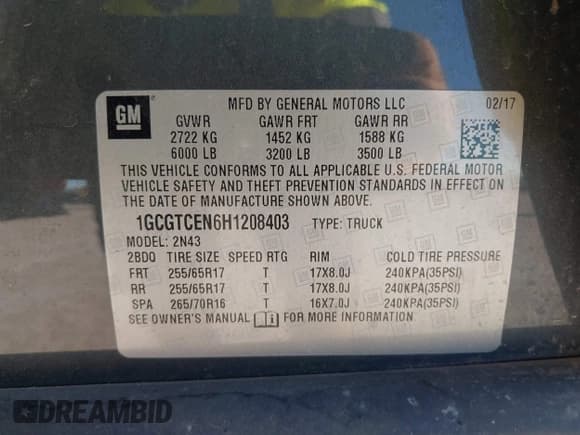 GM
MFD BY GENERAL MOTORS LLC 02/17
GVWR GAWR FRT GAWR RR
2722 KG 1452 KG 1588 KG
6000 LB 3200 LB 3500 LB
THIS VEHICLE CONFORMS TO ALL APPLICABLE U.S. FEDERAL MOTOR
VEHICLE SAFETY AND THEFT PREVENTION STANDARDS IN EFFECT ON
THE DATE OF MANUFACTURE SHOWN ABOVE.
1GCGTCEN6H1208403 TYPE: TRUCK
MODEL: 2N43
2BDO TIRE SIZE SPEED RTG RIM COLD TIRE PRESSURE
FRT 255/65R17 T 17X8.0J 240KPA(35PSI)
RR 255/65R17 T 17X8.0J 240KPA(35PSI)
SPA 265/70R16 T 16X7.0J 240KPA(35PSI)
SEE OWNER'S MANUAL FOR MORE INFORMATION
DREAMBID